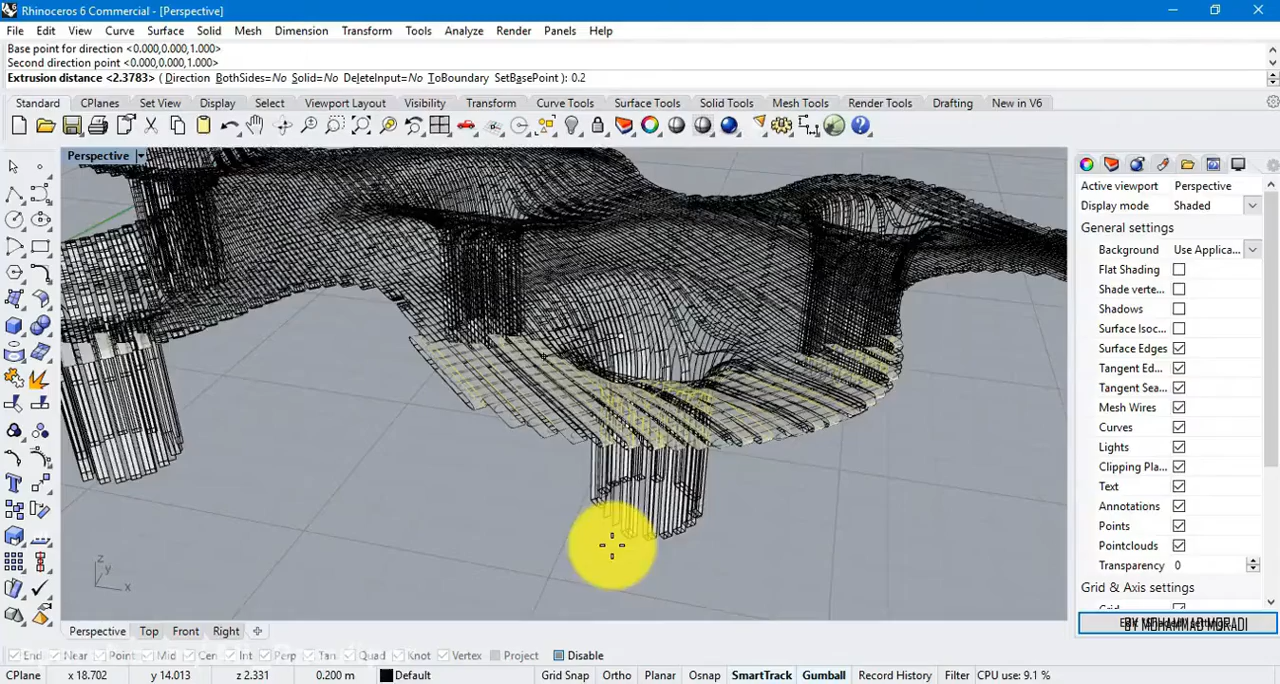 Rhinoceros 6 Commercial - [Perspective]
File Edit View Curve Surface Solid Mesh Dimension Transform Tools Analyze Render Panels Help
Base point for direction <0.000,0.000,1.000>
Second direction point <0.000,0.000,1.000>
Extrusion distance <2.3783> ( Direction BothSides=No Solid=No DeleteInput=No ToBoundary SetBasePoint ): 0.2
Standard CPlanes Set View Display Select Viewport Layout Visibility Transform Curve Tools Surface Tools Solid Tools Mesh Tools Render Tools Drafting New in V6
Perspective
Active viewport Perspective
Display mode Shaded
General settings
Background Use Applica...
Flat Shading
Shade verte...
Shadows
Surface Isoc...
Surface Edges
Tangent Ed...
Tangent Sea...
Mesh Wires
Curves
Lights
Clipping Pla...
Text
Annotations
Points
Pointclouds
Transparency 0
Grid & Axis settings
BY MOHAMMAD MORADI
z
y
x
Perspective Top Front Right
End Near Point Mid Cen Int Perp Tan Quad Knot Vertex Project Disable
CPlane x 18.702 y 14.013 z 2.331 0.200 m Default Grid Snap Ortho Planar Osnap SmartTrack Gumball Record History Filter CPU use: 9.1 %